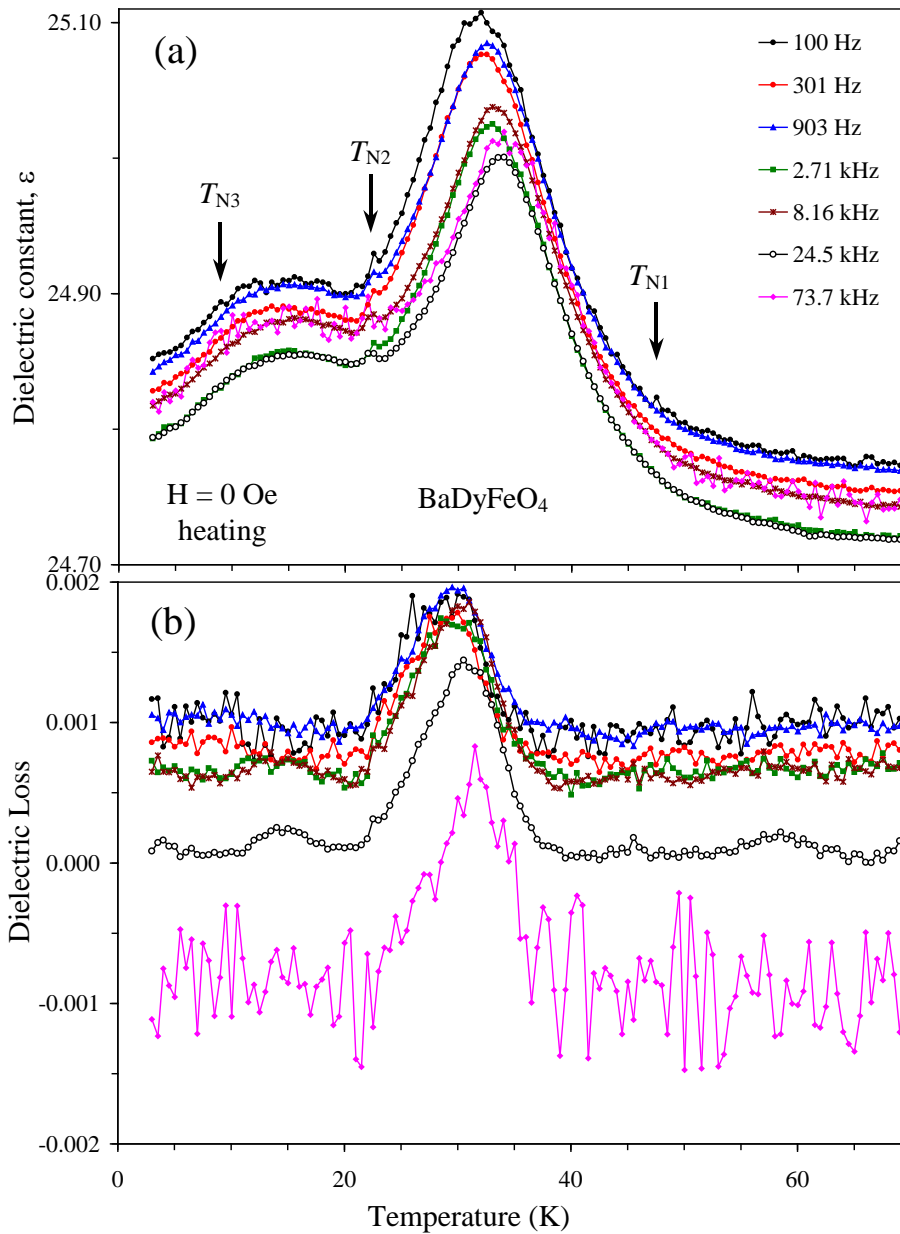 25.10
(a)
100 Hz
301 Hz
903 Hz
2.71 kHz
8.16 kHz
24.5 kHz
73.7 kHz
TN2
TN3
TN1
24.90
Dielectric constant, ε
H = 0 Oe
heating
BaDyFeO4
24.70
0.002
(b)
0.001
0.000
-0.001
-0.002
Dielectric Loss
0 20 40 60
Temperature (K)